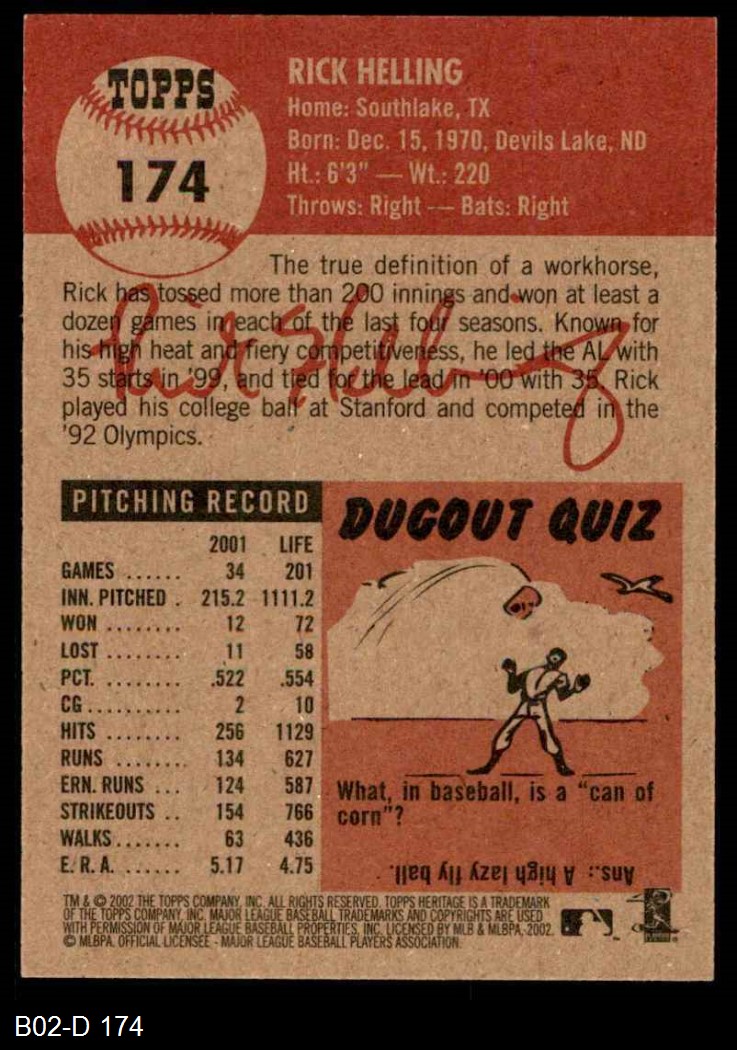 TOPPS
174
RICK HELLING
Home: Southlake, TX
Born: Dec. 15, 1970, Devils Lake, ND
Ht.: 6'3" — Wt.: 220
Throws: Right — Bats: Right
The true definition of a workhorse,
Rick has tossed more than 200 innings and won at least a
dozen games in each of the last four seasons. Known for
his high heat and fiery competitiveness, he led the AL with
35 starts in '99, and tied for the lead in '00 with 35. Rick
played his college ball at Stanford and competed in the
'92 Olympics.
Rick Helling
PITCHING RECORD
2001 LIFE
GAMES ...... 34 201
INN. PITCHED . 215.2 1111.2
WON ........ 12 72
LOST ........ 11 58
PCT. ........ .522 .554
CG .......... 2 10
HITS ........ 256 1129
RUNS ....... 134 627
ERN. RUNS ... 124 587
STRIKEOUTS .. 154 766
WALKS....... 63 436
E. R. A. ...... 5.17 4.75
DUGOUT QUIZ
What, in baseball, is a "can of
corn"?
Ans.: A high lazy fly ball.
TM & © 2002 THE TOPPS COMPANY, INC. ALL RIGHTS RESERVED. TOPPS HERITAGE IS A TRADEMARK
OF THE TOPPS COMPANY, INC. MAJOR LEAGUE BASEBALL TRADEMARKS AND COPYRIGHTS ARE USED
WITH PERMISSION OF MAJOR LEAGUE BASEBALL PROPERTIES, INC. LICENSED BY MLB & MLBPA, 2002.
© MLBPA. OFFICIAL LICENSEE - MAJOR LEAGUE BASEBALL PLAYERS ASSOCIATION.
B02-D 174